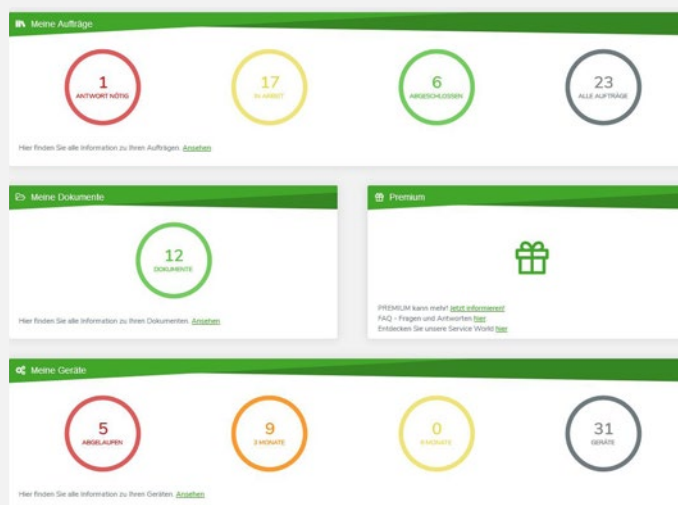 Meine Aufträge
1
ANTWORT NÖTIG
17
IN ARBEIT
6
ABGESCHLOSSEN
23
ALLE AUFTRÄGE
Hier finden Sie alle Information zu Ihren Aufträgen. Ansehen
Meine Dokumente
12
DOKUMENTE
Hier finden Sie alle Information zu Ihren Dokumenten. Ansehen
Premium
PREMIUM kann mehr! Jetzt informieren!
FAQ - Fragen und Antworten hier
Entdecken Sie unsere Service World hier
Meine Geräte
5
ABGELAUFEN
9
3 MONATE
0
MONATE
31
GERÄTE
Hier finden Sie alle Information zu Ihren Geräten. Ansehen